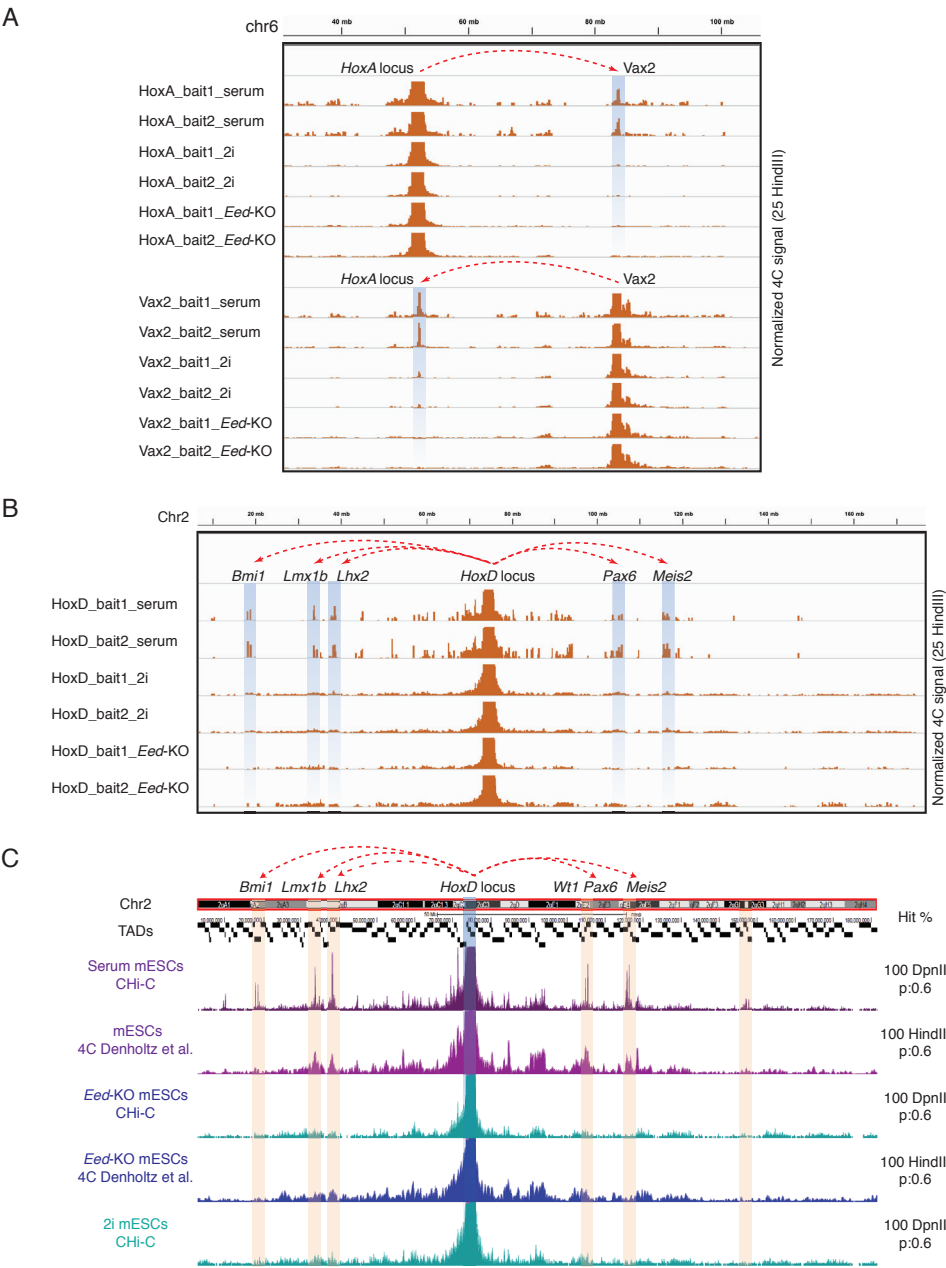 A
chr6
40 mb
60 mb
80 mb
100 mb
HoxA locus
Vax2
HoxA_bait1_serum
HoxA_bait2_serum
HoxA_bait1_2i
HoxA_bait2_2i
HoxA_bait1_Eed-KO
HoxA_bait2_Eed-KO
HoxA locus
Vax2
Vax2_bait1_serum
Vax2_bait2_serum
Vax2_bait1_2i
Vax2_bait2_2i
Vax2_bait1_Eed-KO
Vax2_bait2_Eed-KO
Normalized 4C signal (25 HindIII)
B
Chr2
20 mb
40 mb
60 mb
80 mb
100 mb
120 mb
140 mb
160 mb
Bmi1
Lmx1b
Lhx2
HoxD locus
Pax6
Meis2
HoxD_bait1_serum
HoxD_bait2_serum
HoxD_bait1_2i
HoxD_bait2_2i
HoxD_bait1_Eed-KO
HoxD_bait2_Eed-KO
Normalized 4C signal (25 HindIII)
C
Bmi1
Lmx1b
Lhx2
HoxD locus
Wt1
Pax6
Meis2
Chr2
TADs
Hit %
Serum mESCs
CHi-C
100 DpnII
p:0.6
mESCs
4C Denholtz et al.
100 HindII
p:0.6
Eed-KO mESCs
CHi-C
100 DpnII
p:0.6
Eed-KO mESCs
4C Denholtz et al.
100 HindII
p:0.6
2i mESCs
CHi-C
100 DpnII
p:0.6